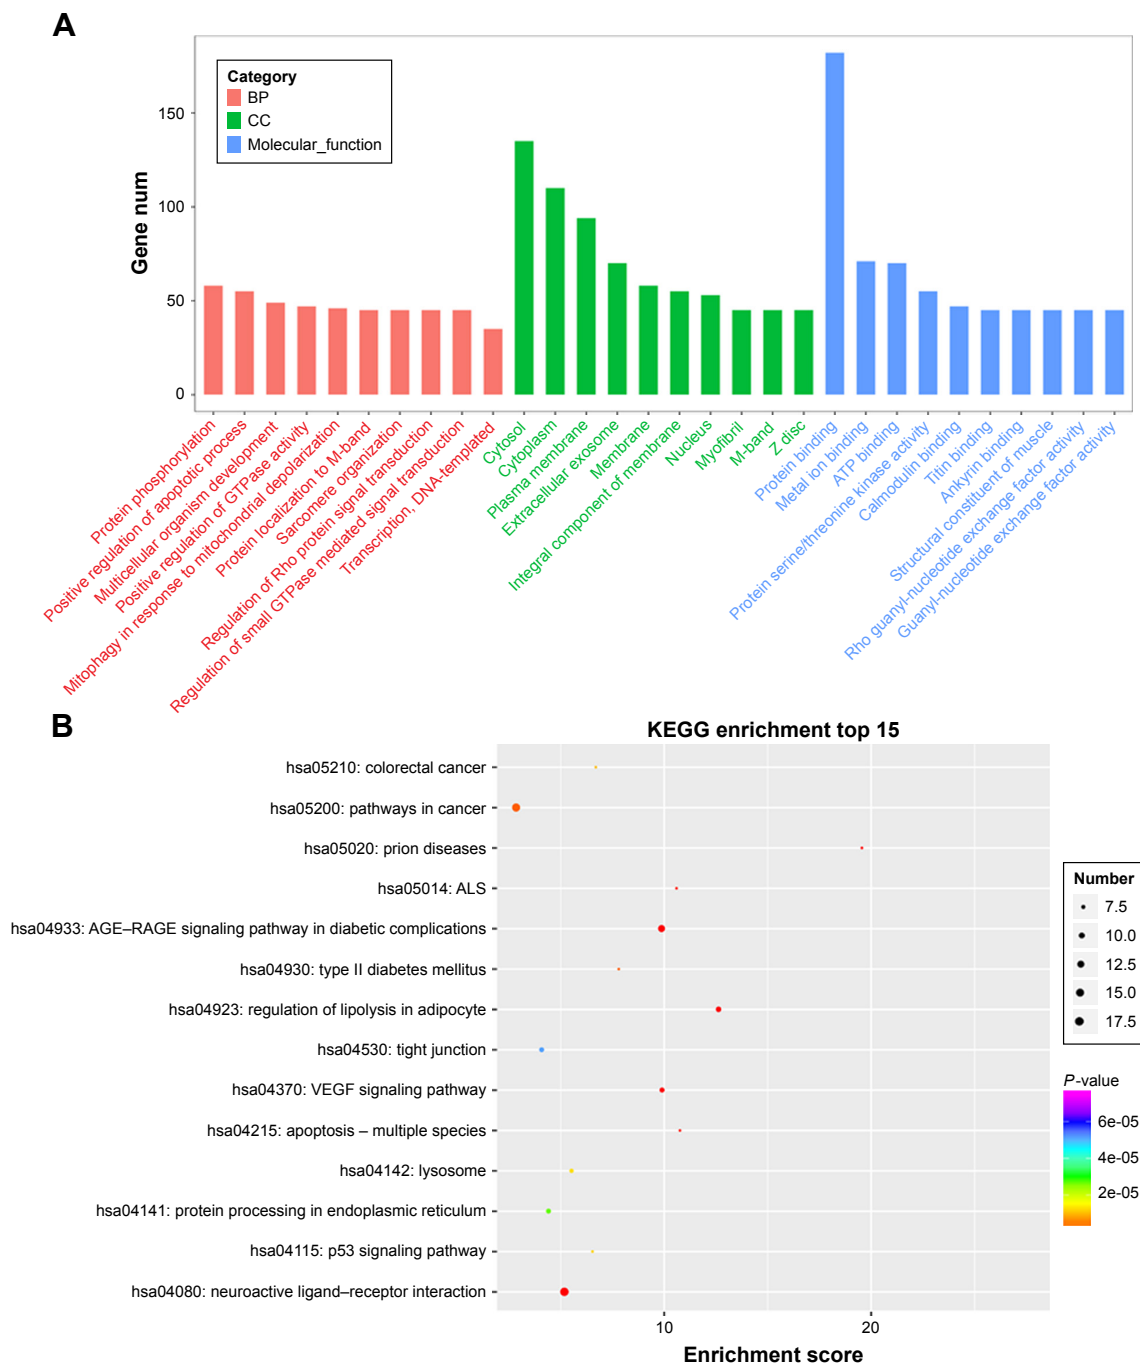 A
Category
BP
CC
Molecular_function
Gene num
150
100
50
0
Protein phosphorylation
Positive regulation of apoptotic process
Multicellular organism development
Positive regulation of GTPase activity
Mitophagy in response to mitochondrial depolarization
Protein localization to M-band
Sarcomere organization
Regulation of Rho protein signal transduction
Regulation of small GTPase mediated signal transduction
Transcription, DNA-templated
Cytosol
Cytoplasm
Plasma membrane
Extracellular exosome
Membrane
Integral component of membrane
Nucleus
Myofibril
M-band
Z disc
Protein binding
Metal ion binding
ATP binding
Protein serine/threonine kinase activity
Calmodulin binding
Titin binding
Ankyrin binding
Structural constituent of muscle
Rho guanyl-nucleotide exchange factor activity
Guanyl-nucleotide exchange factor activity
B
KEGG enrichment top 15
hsa05210: colorectal cancer
hsa05200: pathways in cancer
hsa05020: prion diseases
hsa05014: ALS
hsa04933: AGE–RAGE signaling pathway in diabetic complications
hsa04930: type II diabetes mellitus
hsa04923: regulation of lipolysis in adipocyte
hsa04530: tight junction
hsa04370: VEGF signaling pathway
hsa04215: apoptosis – multiple species
hsa04142: lysosome
hsa04141: protein processing in endoplasmic reticulum
hsa04115: p53 signaling pathway
hsa04080: neuroactive ligand–receptor interaction
10
20
Enrichment score
Number
7.5
10.0
12.5
15.0
17.5
P-value
6e-05
4e-05
2e-05